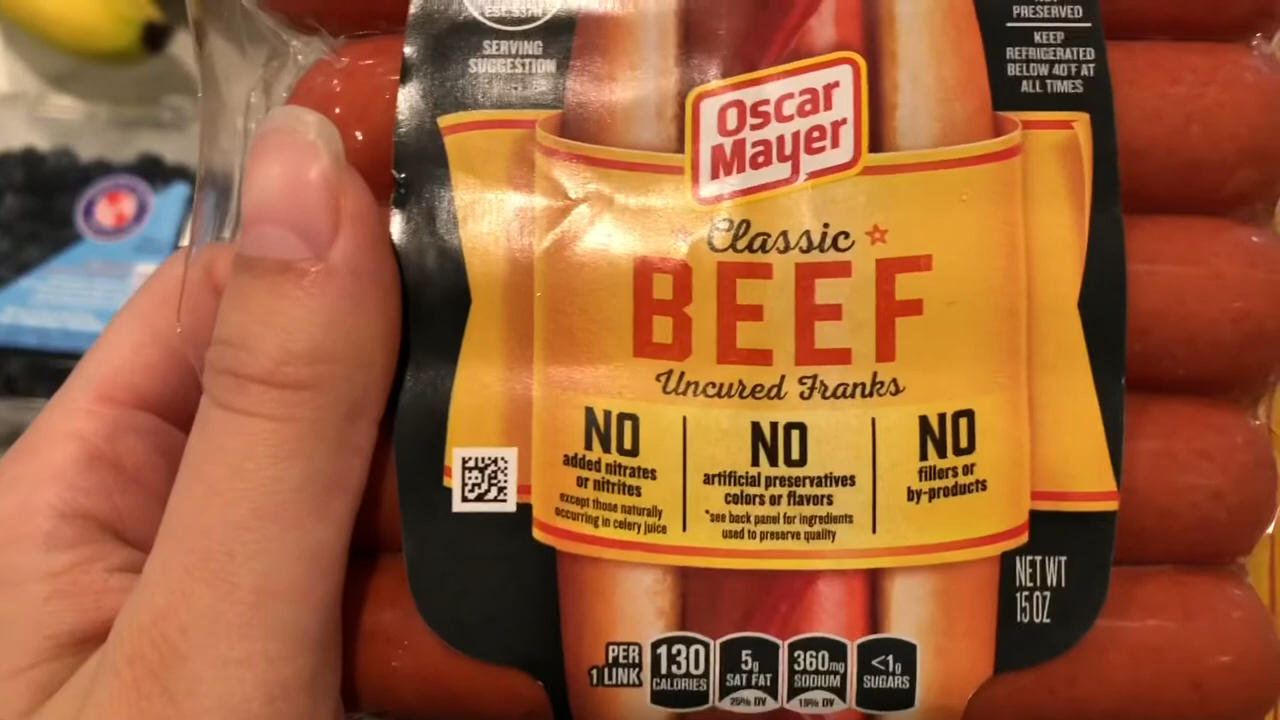 SERVING
SUGGESTION
PRESERVED
KEEP
REFRIGERATED
BELOW 40°F AT
ALL TIMES
Oscar
Mayer
Classic
BEEF
Uncured Franks
NO
added nitrates
or nitrites
except those naturally
occurring in celery juice
NO
artificial preservatives
colors or flavors
*see back panel for ingredients
used to preserve quality
NO
fillers or
by-products
NET WT
15 OZ
PER
1 LINK
130
CALORIES
5g
SAT FAT
25% DV
360mg
SODIUM
15% DV
<1g
SUGARS